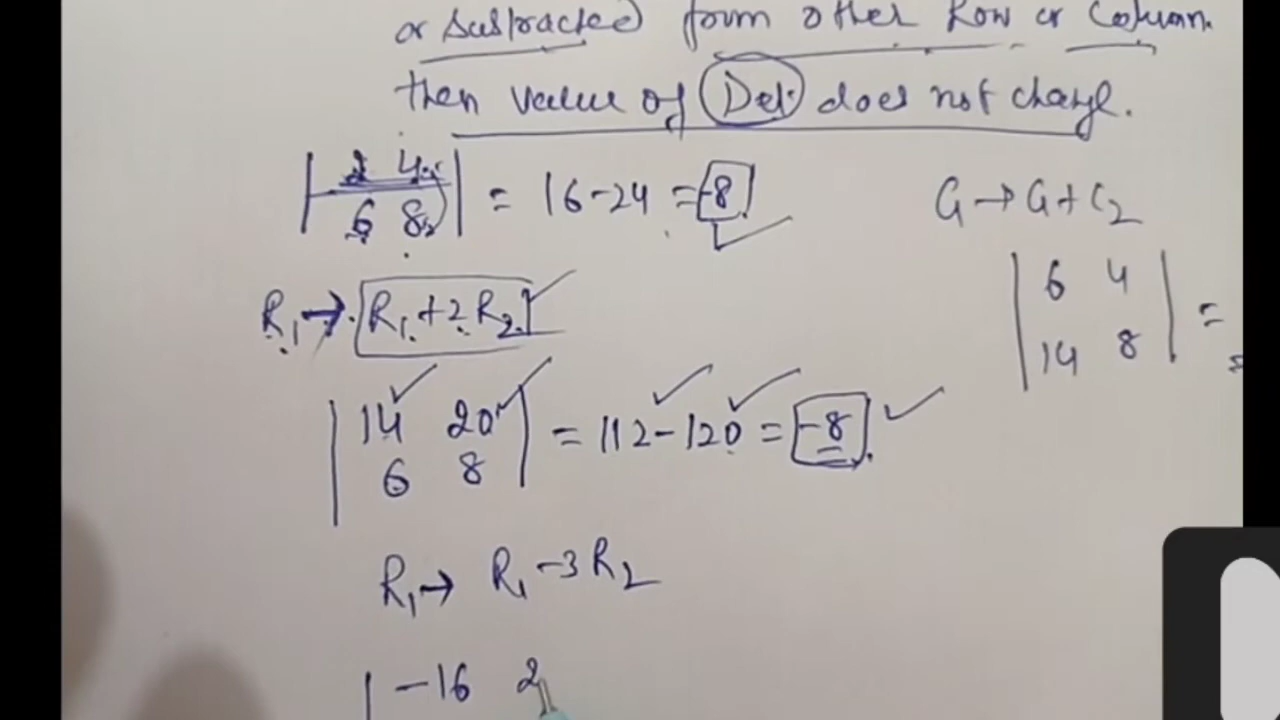 or subtracted form other Row or Column
then value of Det. does not change.
| 2 4 | = 16-24 = -8
| 6 8 |
C1 → C1+C2
| 6 4 | =
| 14 8 |
R1 → R1+2R2
| 14 20 | = 112-120 = -8
| 6 8 |
R1 → R1-3R2
| -16 2